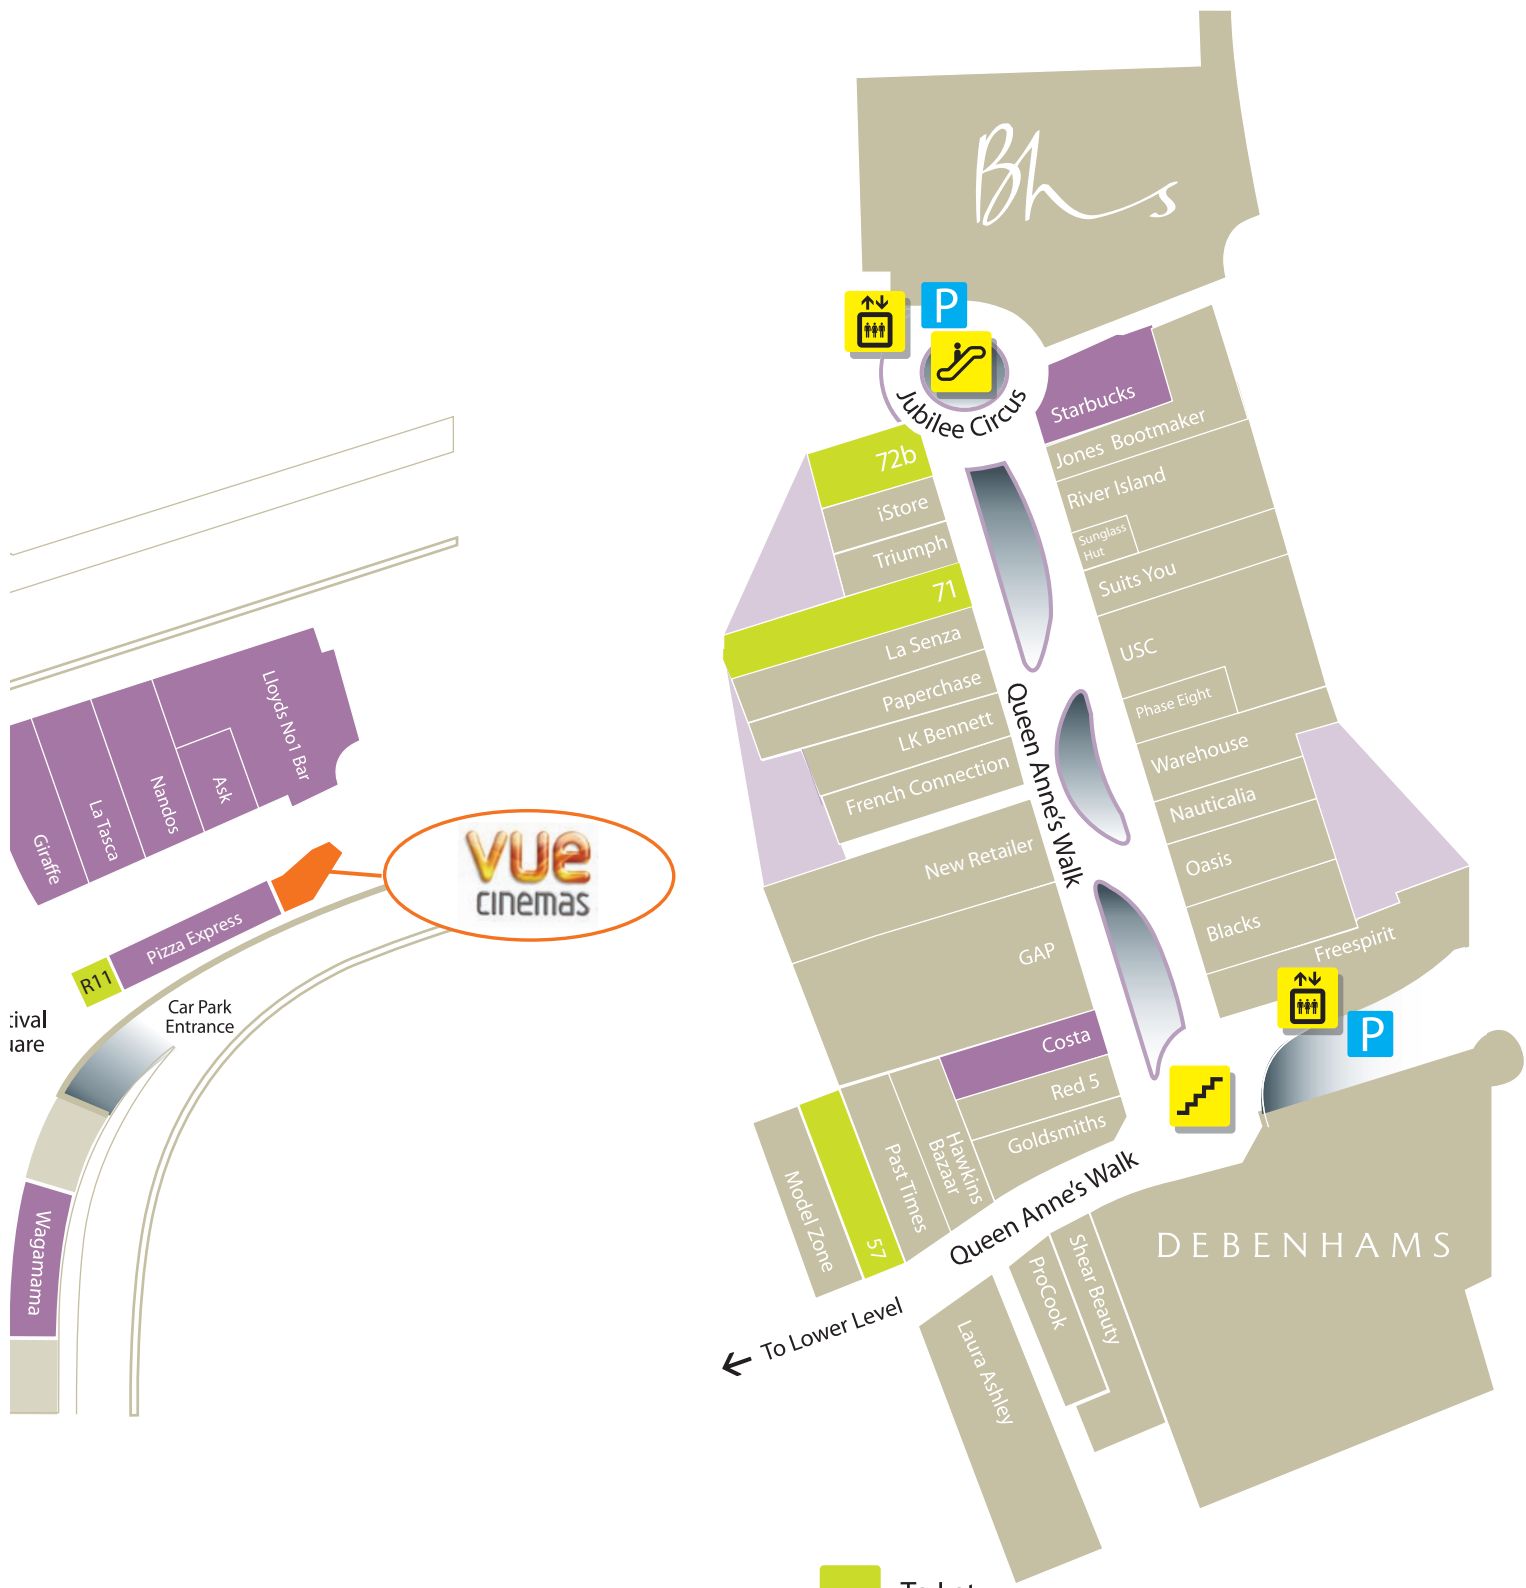 Bhs
P
Jubilee Circus
Starbucks
Jones Bootmaker
River Island
Sunglass
Hut
Suits You
USC
Phase Eight
Warehouse
Nauticalia
Oasis
Blacks
Freespirit
P
72b
iStore
Triumph
71
La Senza
Paperchase
LK Bennett
French Connection
New Retailer
GAP
Costa
Red 5
Goldsmiths
Hawkins
Bazaar
Past Times
57
Model Zone
Queen Anne's Walk
Queen Anne's Walk
To Lower Level
DEBENHAMS
Shear Beauty
ProCook
Laura Ashley
Lloyds No1 Bar
Ask
Nandos
La Tasca
Giraffe
vue
cinemas
Pizza Express
R11
Car Park
Entrance
tival
uare
Wagamama